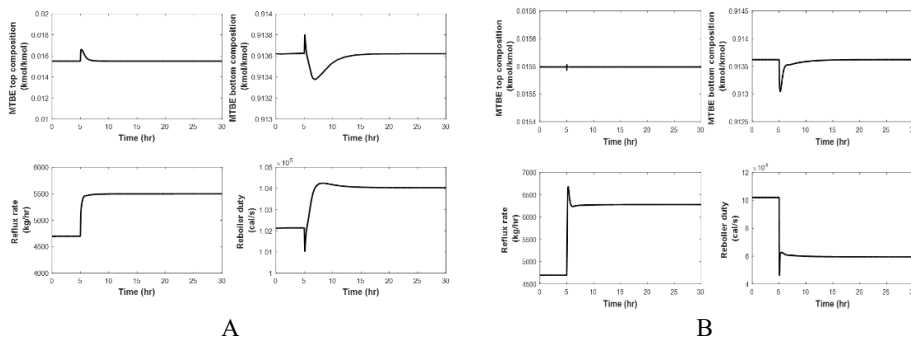 MTBE top composition
(kmol/kmol)
0.02
0.018
0.016
0.014
0.012
0.01
0 5 10 15 20 25 30
Time (hr)
MTBE bottom composition
(kmol/kmol)
0.914
0.9138
0.9136
0.9134
0.9132
0.913
0 5 10 15 20 25 30
Time (hr)
Reflux rate
(kg/hr)
6000
5500
5000
4500
4000
0 5 10 15 20 25 30
Time (hr)
Reboiler duty
(cal/s)
× 10⁵
1.05
1.04
1.03
1.02
1.01
1
0 5 10 15 20 25 30
Time (hr)
A
MTBE top composition
(kmol/kmol)
0.0156
0.0156
0.0155
0.0155
0.0154
0 5 10 15 20 25 30
Time (hr)
MTBE bottom composition
(kmol/kmol)
0.9145
0.914
0.9135
0.913
0.9125
0 5 10 15 20 25 30
Time (hr)
Reflux rate
(kg/hr)
7000
6500
6000
5500
5000
4500
0 5 10 15 20 25 30
Time (hr)
Reboiler duty
(cal/s)
× 10⁴
12
10
8
6
4
0 5 10 15 20 25 30
Time (hr)
B